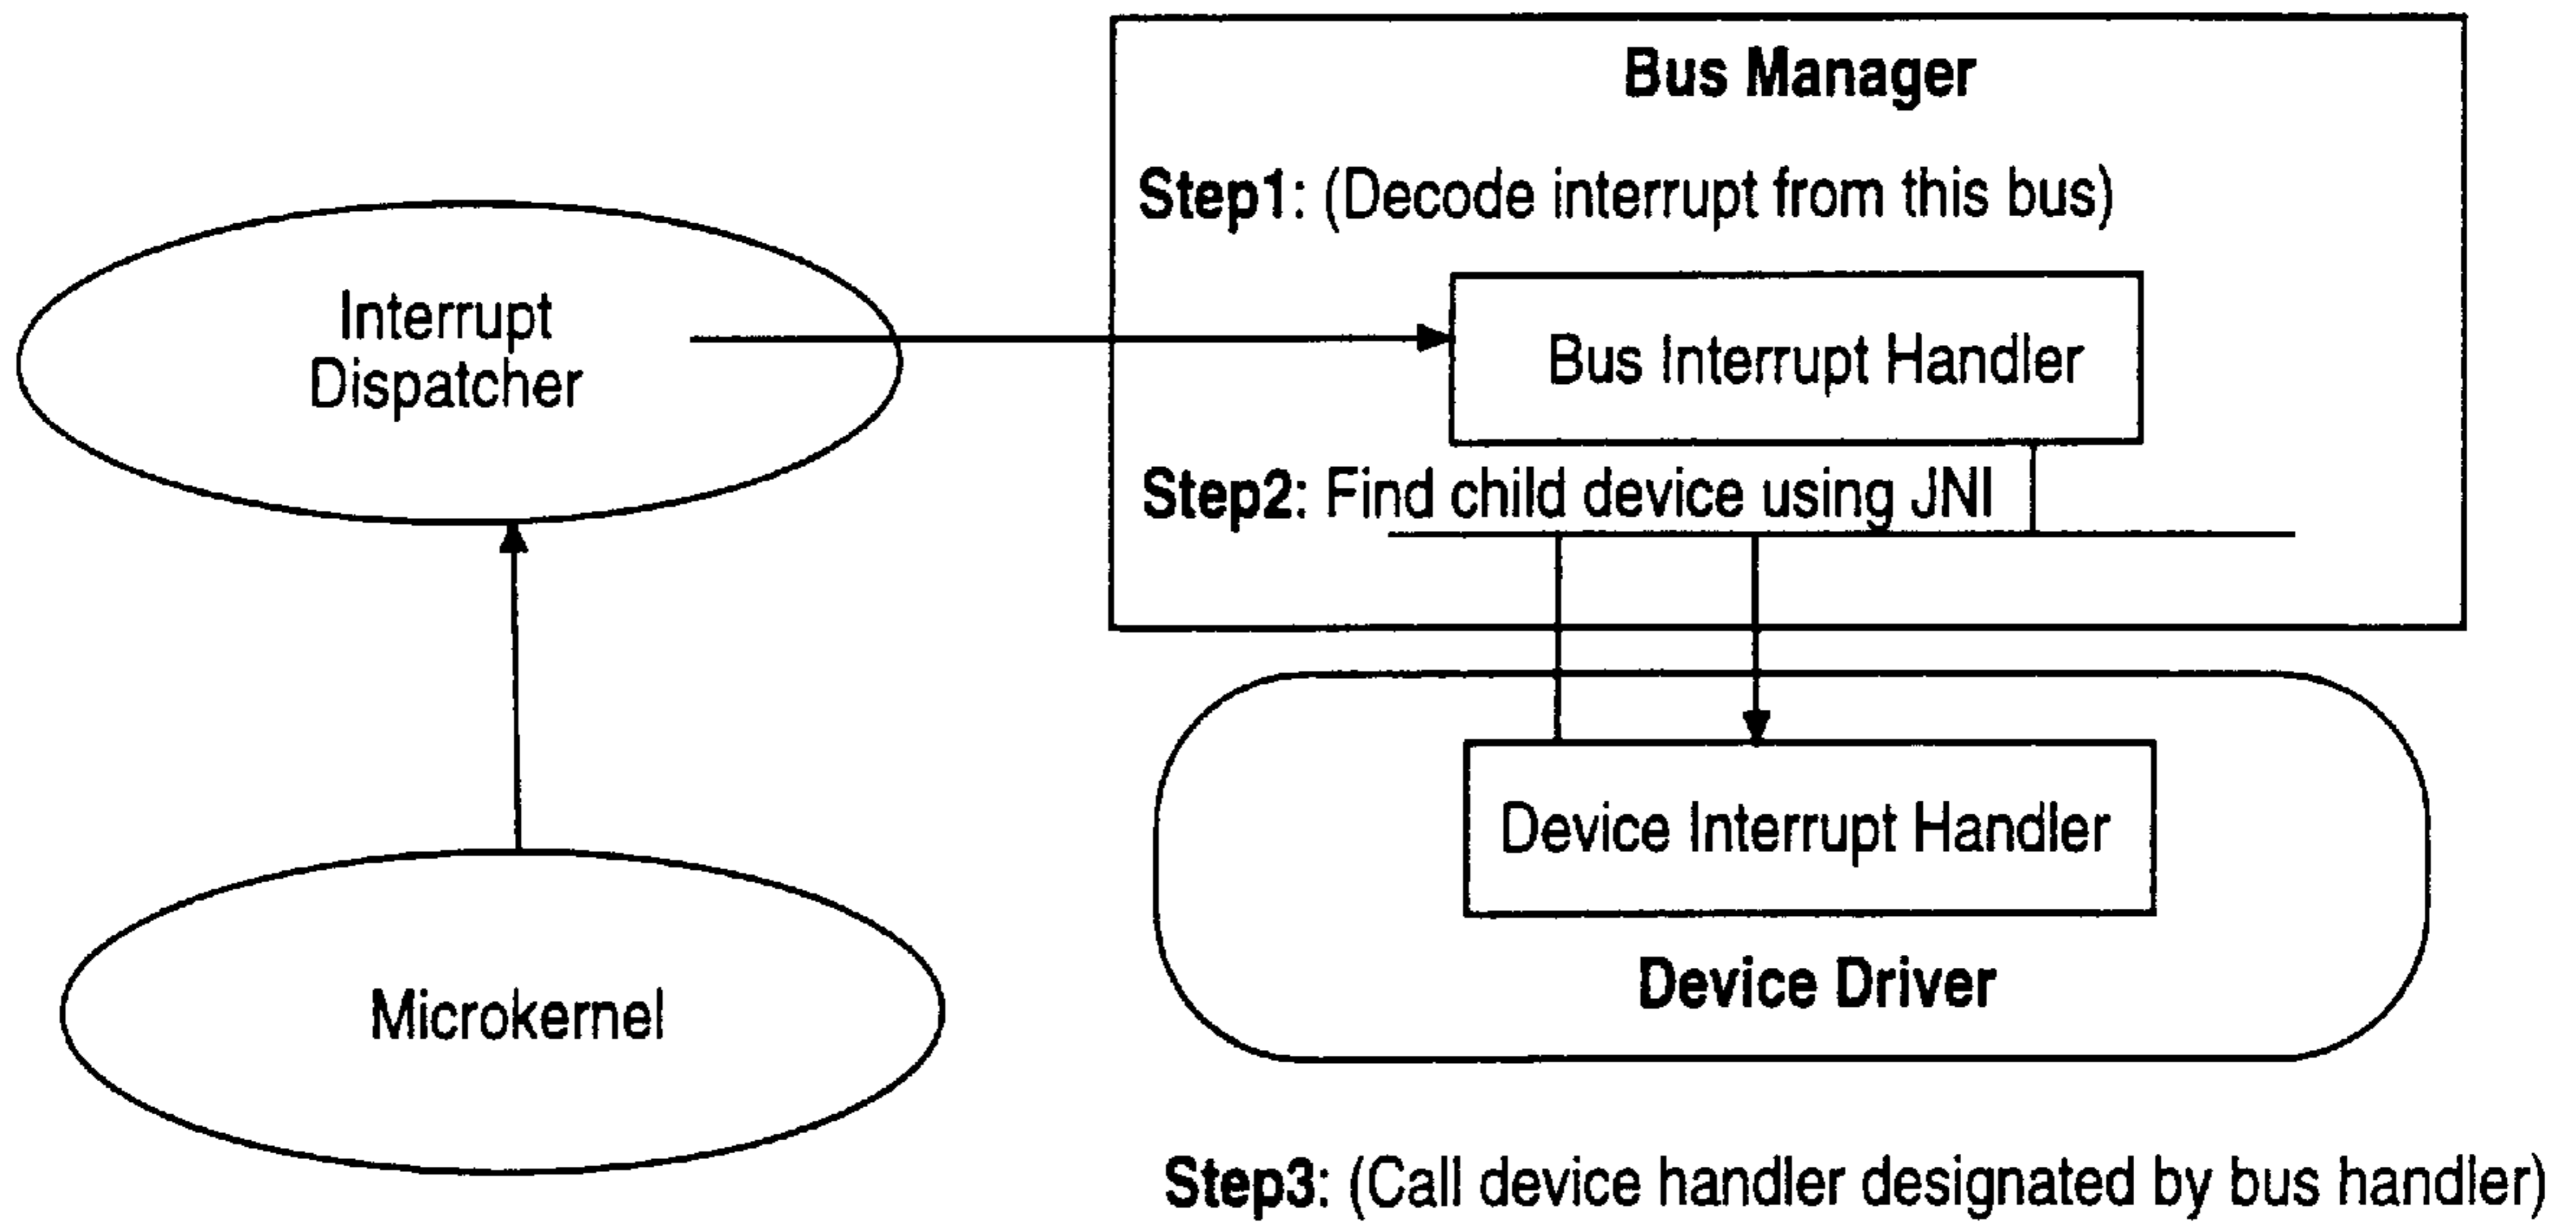 Bus Manager
Step1: (Decode interrupt from this bus)
Interrupt
Dispatcher
Bus Interrupt Handler
Step2: Find child device using JNI
Device Interrupt Handler
Device Driver
Microkernel
Step3: (Call device handler designated by bus handler)